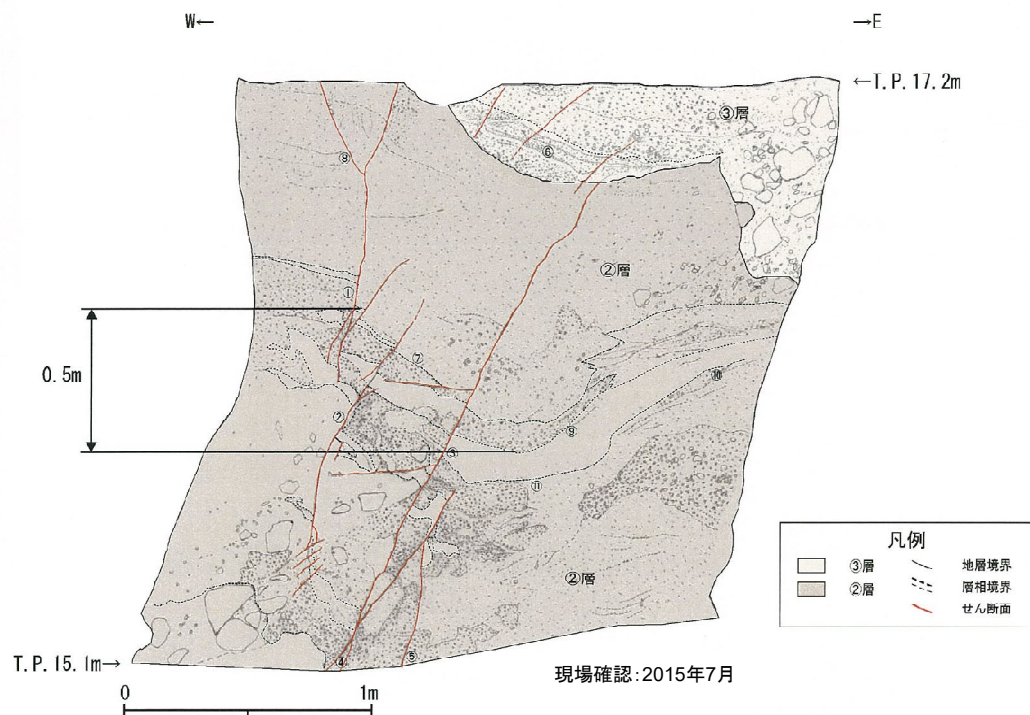 W←
→E
←T.P.17.2m
③層
⑥
⑧
②層
①
0.5m
⑦
⑩
②
⑨
③
⑪
②層
凡例
③層 地層境界
②層 層相境界
せん断面
④
⑤
T.P.15.1m→
現場確認:2015年7月
0 1m